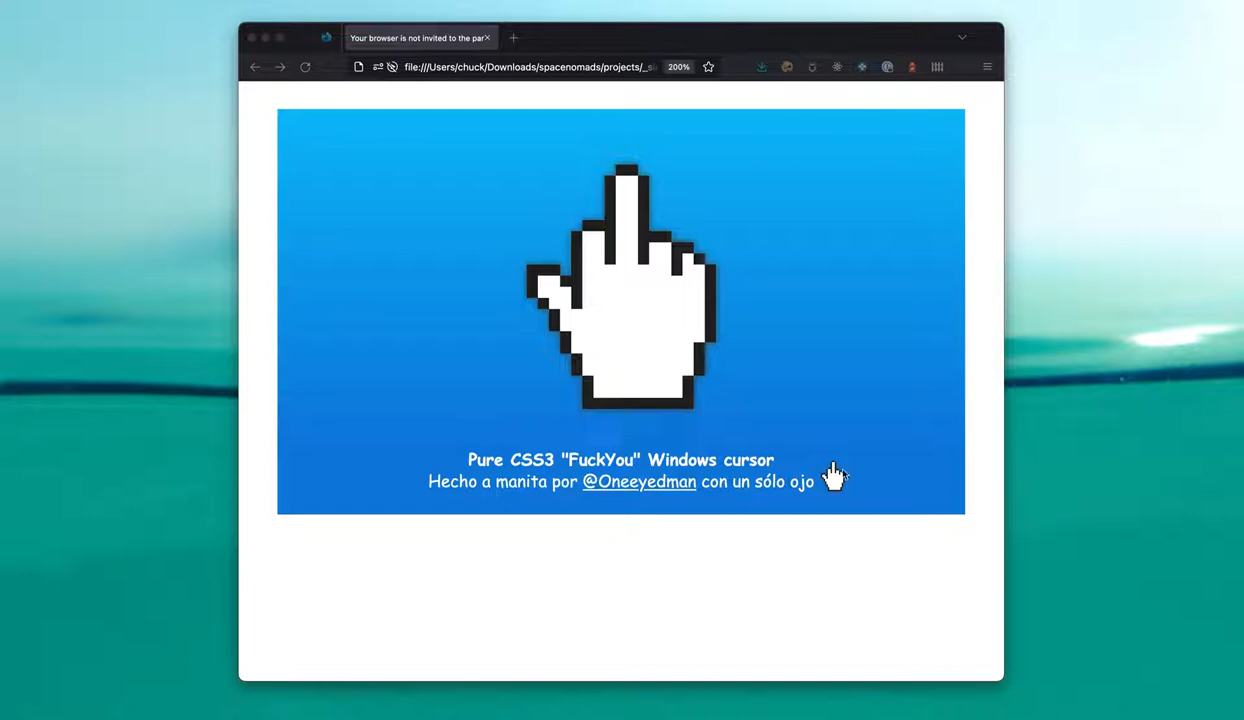 Your browser is not invited to the par
file:///Users/chuck/Downloads/spacenomads/projects/_s
200%
Pure CSS3 "FuckYou" Windows cursor
Hecho a manita por @Oneeyedman con un sólo ojo